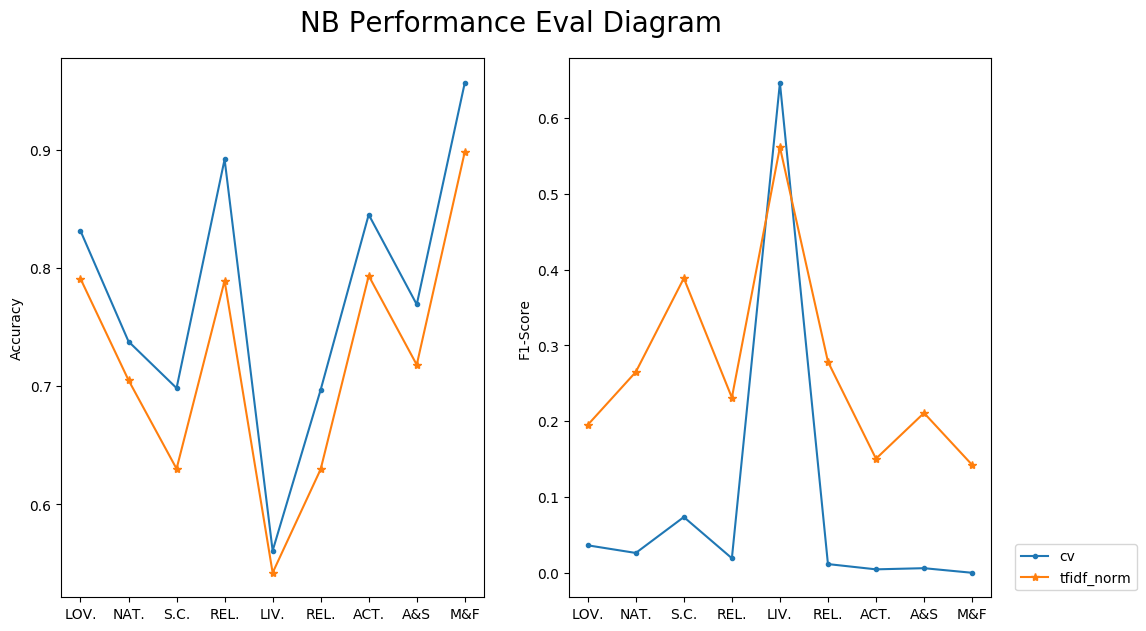 NB Performance Eval Diagram
Accuracy
0.9
0.8
0.7
0.6
LOV. NAT. S.C. REL. LIV. REL. ACT. A&S M&F
F1-Score
0.6
0.5
0.4
0.3
0.2
0.1
0.0
LOV. NAT. S.C. REL. LIV. REL. ACT. A&S M&F
cv
tfidf_norm